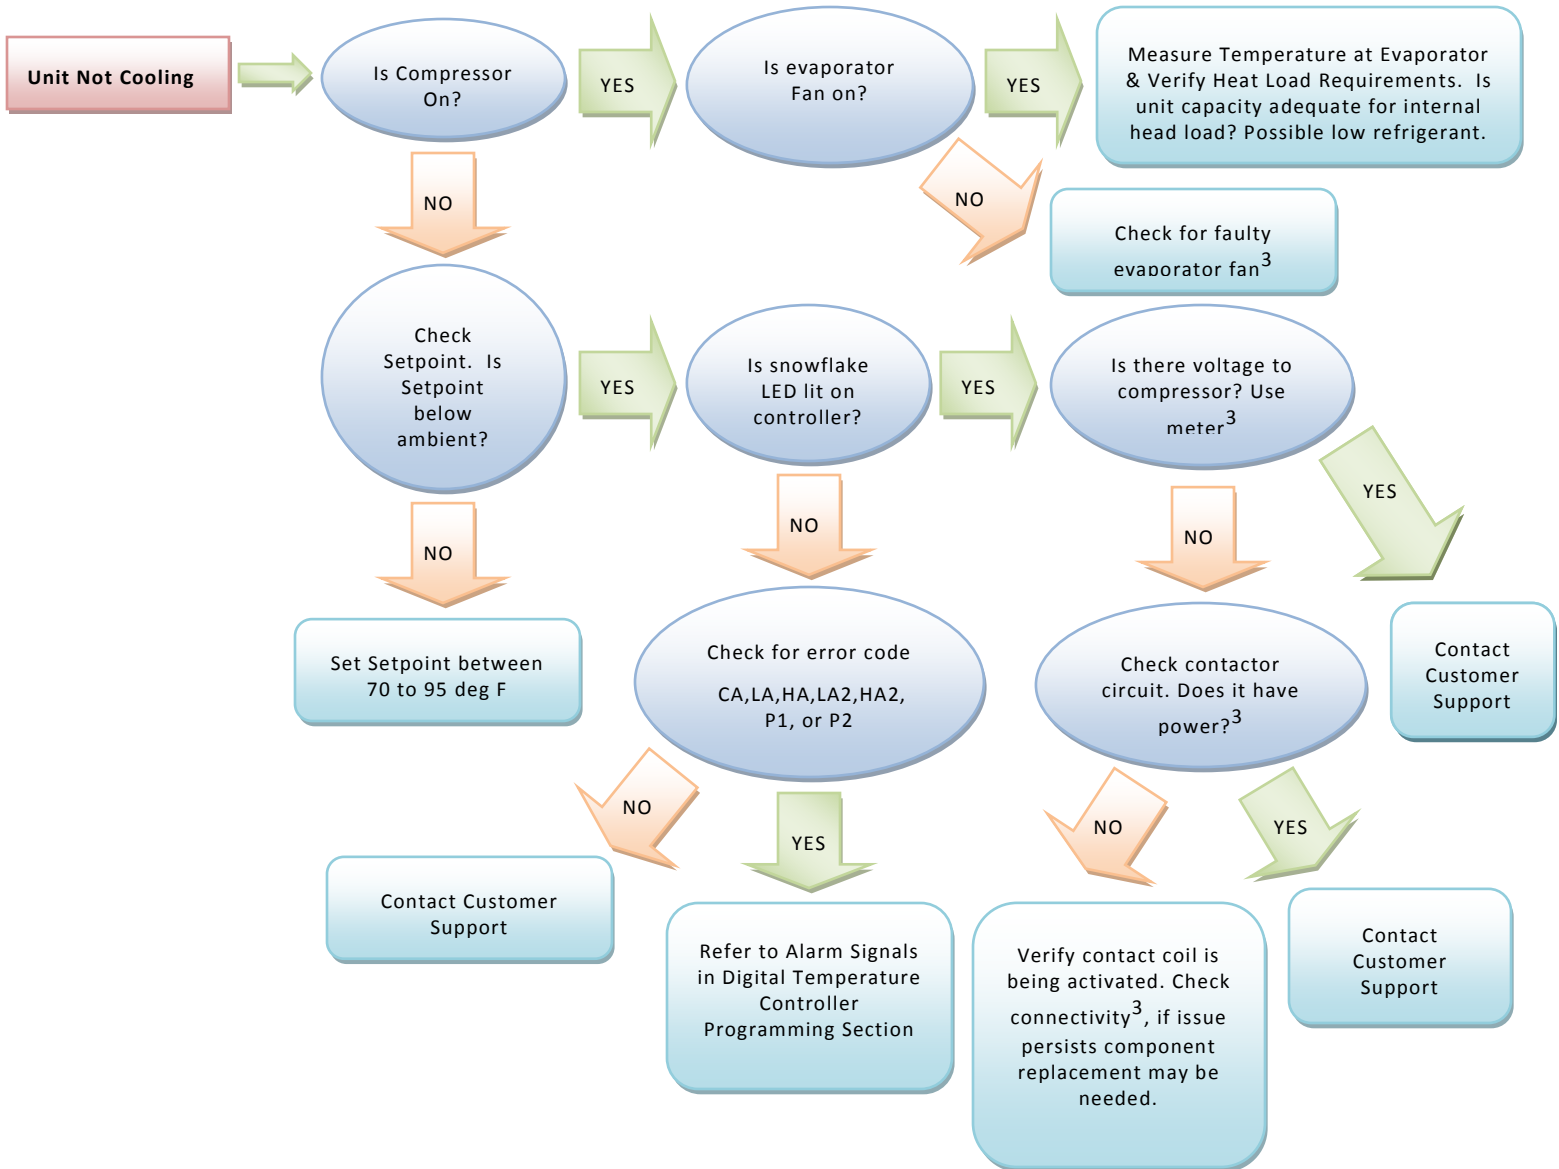 Unit Not Cooling
Is Compressor
On?
YES
Is evaporator
Fan on?
YES
Measure Temperature at Evaporator
& Verify Heat Load Requirements. Is
unit capacity adequate for internal
head load? Possible low refrigerant.
NO
NO
Check for faulty
evaporator fan3
Check
Setpoint. Is
Setpoint
below
ambient?
YES
Is snowflake
LED lit on
controller?
YES
Is there voltage to
compressor? Use
meter3
YES
NO
NO
NO
Set Setpoint between
70 to 95 deg F
Check for error code
CA,LA,HA,LA2,HA2,
P1, or P2
Check contactor
circuit. Does it have
power?3
Contact
Customer
Support
NO
YES
NO
YES
Contact Customer
Support
Refer to Alarm Signals
in Digital Temperature
Controller
Programming Section
Verify contact coil is
being activated. Check
connectivity3, if issue
persists component
replacement may be
needed.
Contact
Customer
Support